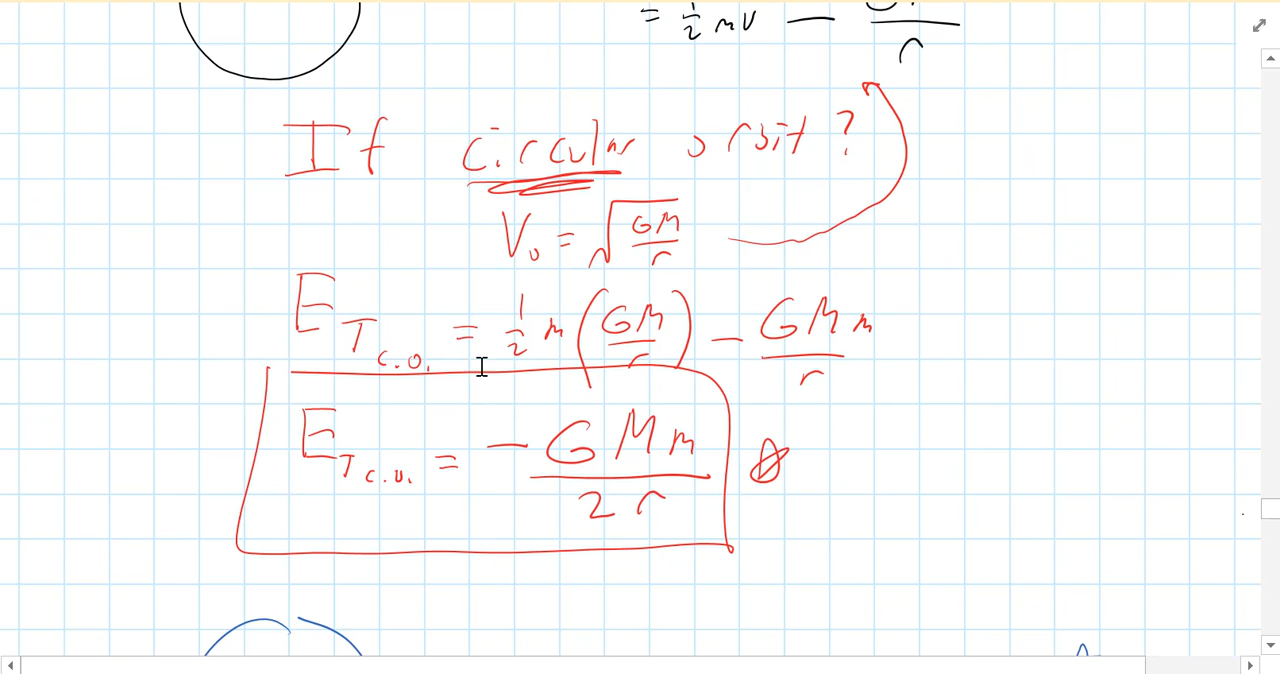 = 1/2 mV - G / r
If circular orbit ?
V₀ = √(GM/r)
E_T c.o. = 1/2 m (GM/r) - GMm/r
E_T c.o. = -GMm/2r